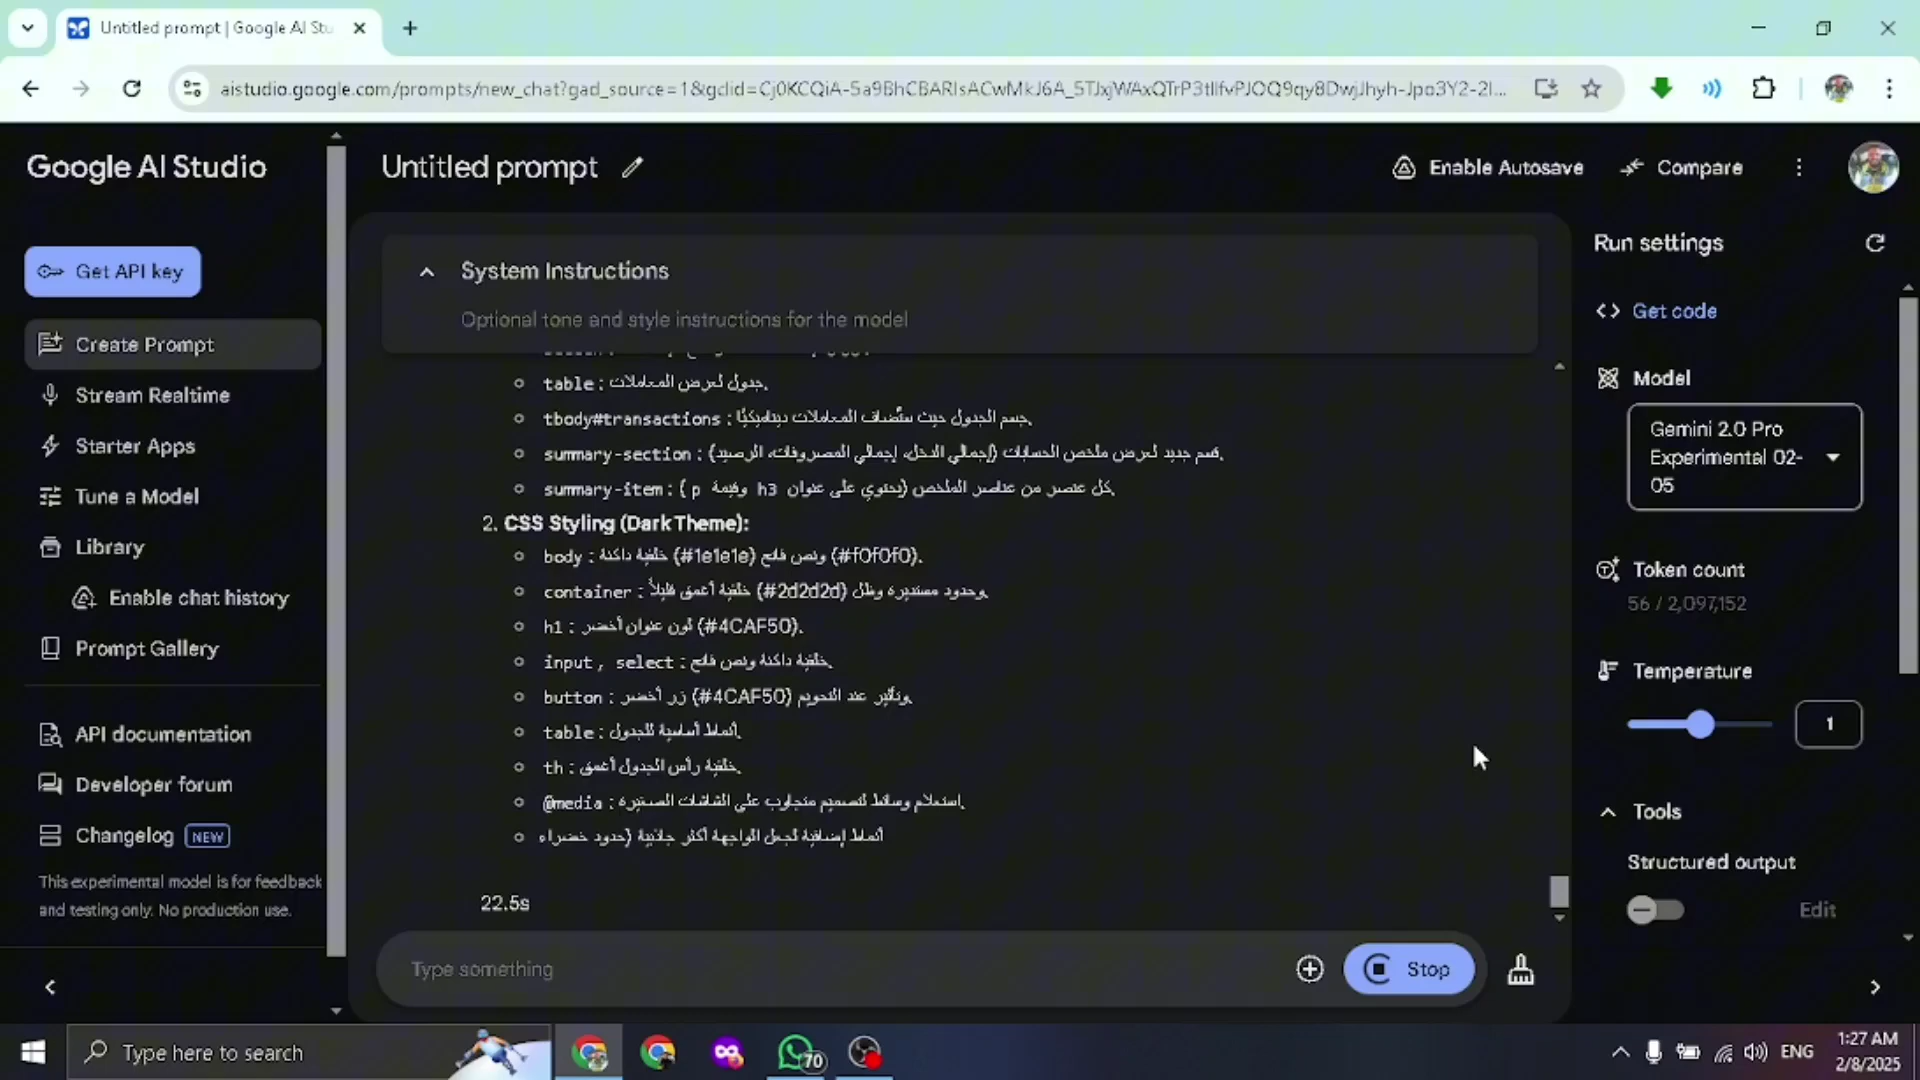 Untitled prompt | Google AI Stu
aistudio.google.com/prompts/new_chat?gad_source=1&gclid=Cj0KCQiA-5a9BhCBARIsACwMkJ6A_5TJxjWAxQTrP3tllfvPJOQ9qy8DwjJhyh-Jpo3Y2-2I...
Google AI Studio
Untitled prompt
Enable Autosave
Compare
Get API key
Create Prompt
Stream Realtime
Starter Apps
Tune a Model
Library
Enable chat history
Prompt Gallery
API documentation
Developer forum
Changelog NEW
This experimental model is for feedback
and testing only. No production use.
System Instructions
Optional tone and style instructions for the model
table : جدول لعرض المعاملات.
tbody#transactions : جسم الجدول حيث ستُضاف المعاملات ديناميكيًا.
summary-section : قسم جديد لعرض ملخص الحسابات (إجمالي الدخل، إجمالي المصروفات، الرصيد).
summary-item : كل عنصر من عناصر الملخص (يحتوي على عنوان h3 وقيمة p).
2. CSS Styling (Dark Theme):
body : خلفية داكنة (#1e1e1e) ونص فاتح (#f0f0f0).
container : خلفية أعمق قليلاً (#2d2d2d) وحدود مستديرة وظل.
h1 : لون عنوان أخضر (#4CAF50).
input, select : خلفية داكنة ونص فاتح.
button : زر أخضر (#4CAF50) وتأثير عند التحويم.
table : أنماط أساسية للجدول.
th : خلفية رأس الجدول أعمق.
@media : استعلام وسائط لتصميم متجاوب على الشاشات الصغيرة.
أنماط إضافية لجعل الواجهة أكثر جاذبية (حدود خضراء
22.5s
Type something
Stop
Run settings
Get code
Model
Gemini 2.0 Pro
Experimental 02-
05
Token count
56 / 2,097,152
Temperature
1
Tools
Structured output
Edit
Type here to search
70
ENG
1:27 AM
2/8/2025